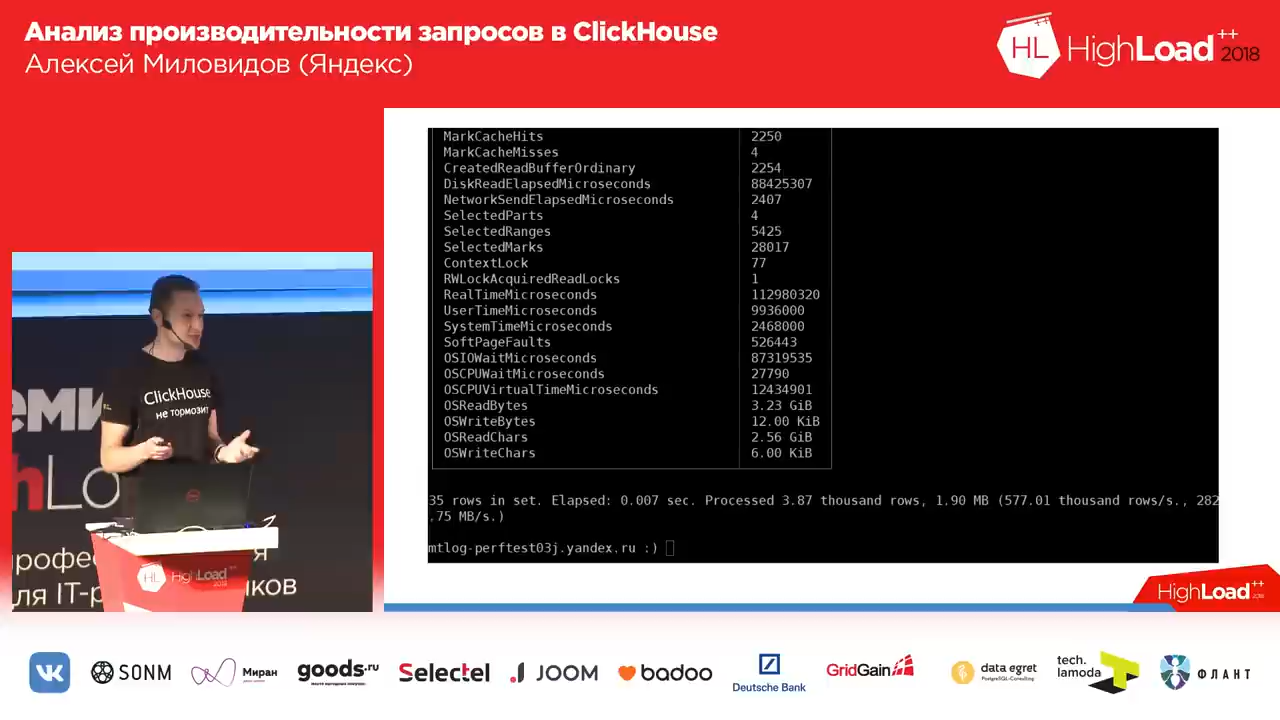 Анализ производительности запросов в ClickHouse
Алексей Миловидов (Яндекс)
HL HighLoad++ 2018
MarkCacheHits 2250
MarkCacheMisses 4
CreatedReadBufferOrdinary 2254
DiskReadElapsedMicroseconds 88425307
NetworkSendElapsedMicroseconds 2407
SelectedParts 4
SelectedRanges 5425
SelectedMarks 28017
ContextLock 77
RWLockAcquiredReadLocks 1
RealTimeMicroseconds 112980320
UserTimeMicroseconds 9936000
SystemTimeMicroseconds 2468000
SoftPageFaults 526443
OSIOWaitMicroseconds 87319535
OSCPUWaitMicroseconds 27790
OSCPUVirtualTimeMicroseconds 12434901
OSReadBytes 3.23 GiB
OSWriteBytes 12.00 KiB
OSReadChars 2.56 GiB
OSWriteChars 6.00 KiB
35 rows in set. Elapsed: 0.007 sec. Processed 3.87 thousand rows, 1.90 MB (577.01 thousand rows/s., 282
,75 MB/s.)
mtlog-perftest03j.yandex.ru :)
ClickHouse
не тормозит
HL HighLoad
HighLoad++
VK
SONM
Миран
goods.ru
Selectel
JOOM
badoo
Deutsche Bank
GridGain
data egret
PostgreSQL-Consulting
tech.
lamoda
ФЛАНТ